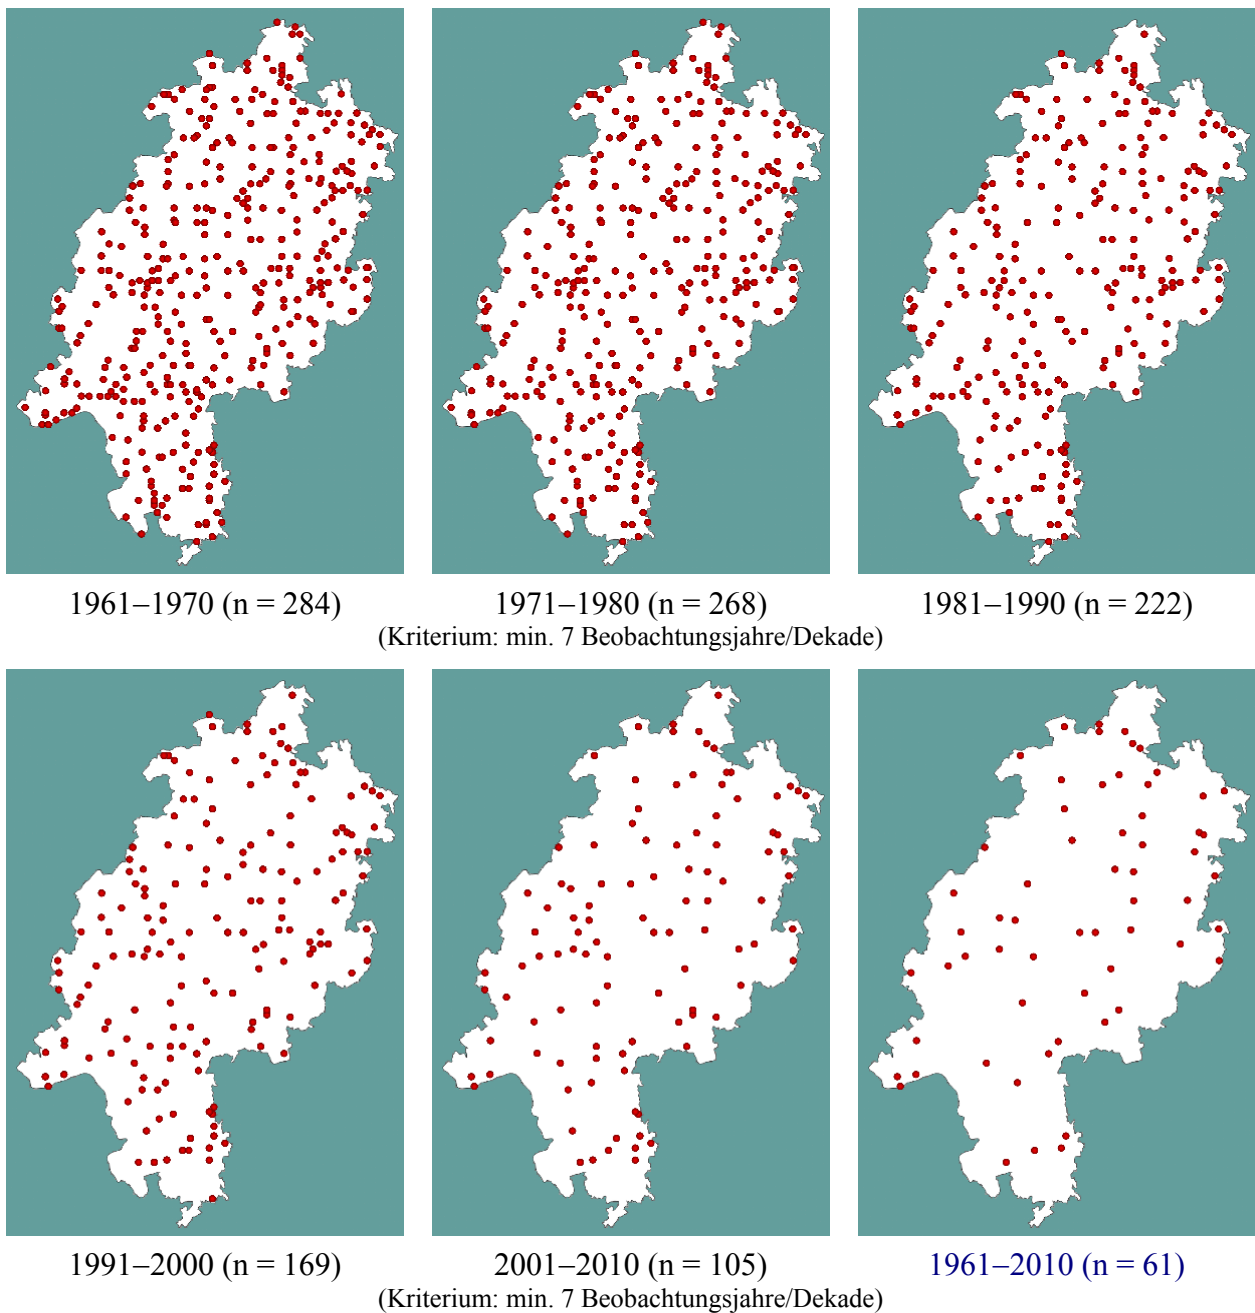 1961–1970 (n = 284)
1971–1980 (n = 268)
1981–1990 (n = 222)
(Kriterium: min. 7 Beobachtungsjahre/Dekade)
1991–2000 (n = 169)
2001–2010 (n = 105)
1961–2010 (n = 61)
(Kriterium: min. 7 Beobachtungsjahre/Dekade)